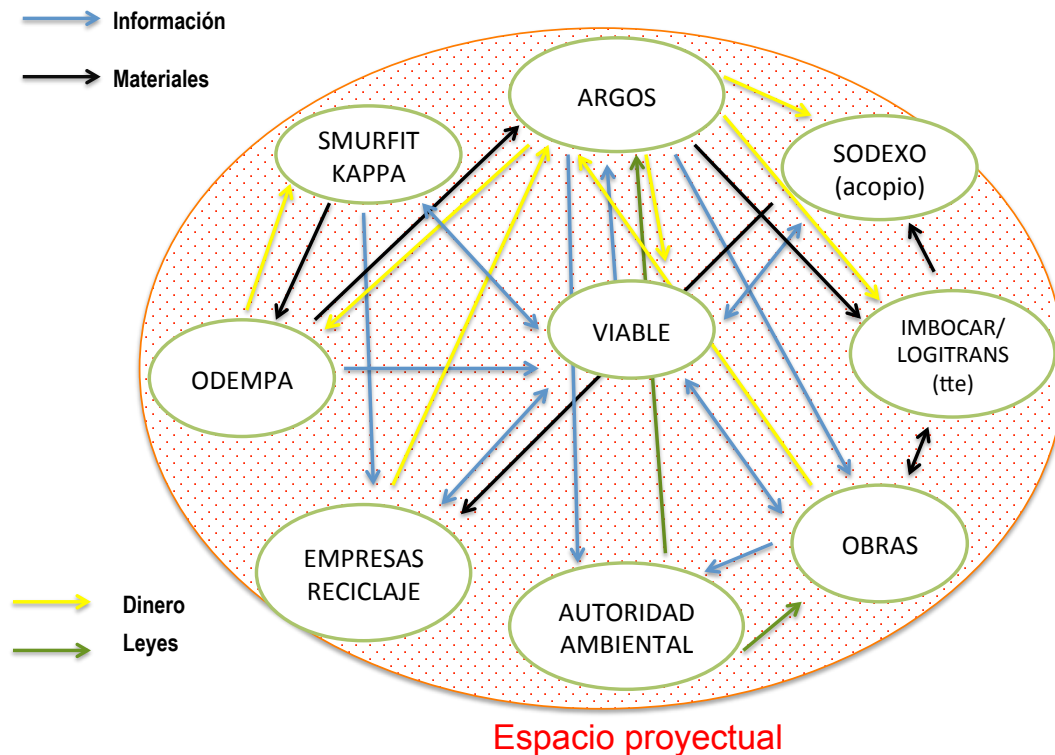 Información
Materiales
ARGOS
SMURFIT
KAPPA
SODEXO
(acopio)
VIABLE
IMBOCAR/
LOGITRANS
(tte)
ODEMPA
EMPRESAS
RECICLAJE
OBRAS
AUTORIDAD
AMBIENTAL
Dinero
Leyes
Espacio proyectual